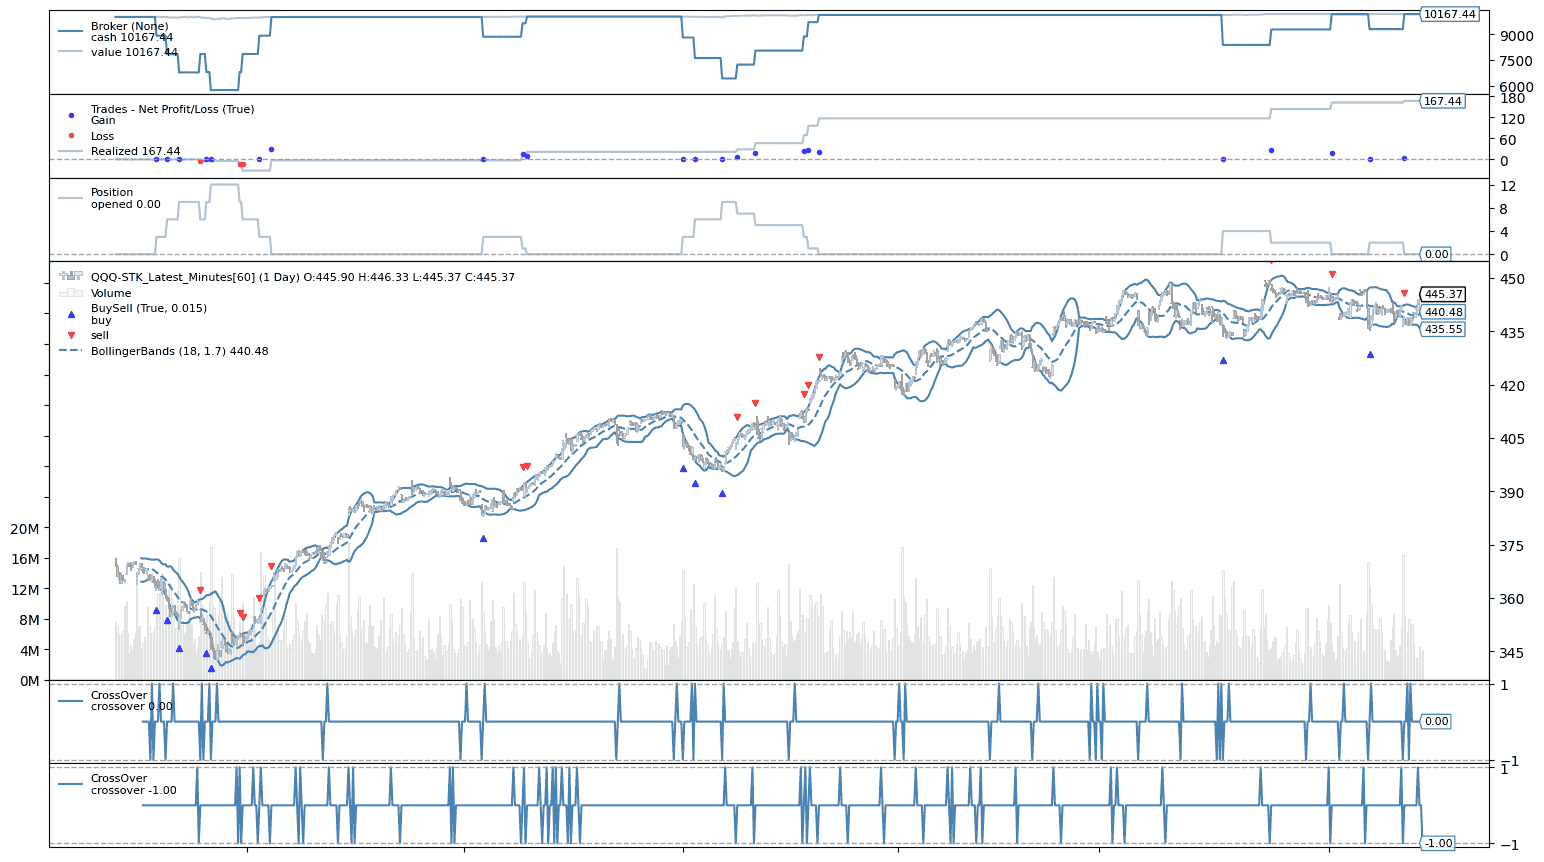 Broker (None)
cash 10167.44
value 10167.44
10167.44
9000
7500
6000
Trades - Net Profit/Loss (True)
Gain
Loss
Realized 167.44
180
167.44
120
60
0
Position
opened 0.00
12
8
4
0
0.00
QQQ-STK_Latest_Minutes[60] (1 Day) O:445.90 H:446.33 L:445.37 C:445.37
Volume
BuySell (True, 0.015)
buy
sell
BollingerBands (18, 1.7) 440.48
450
445.37
440.48
435.55
435
420
405
390
375
360
345
20M
16M
12M
8M
4M
0M
CrossOver
crossover 0.00
1
0.00
−1
CrossOver
crossover -1.00
1
-1.00
−1